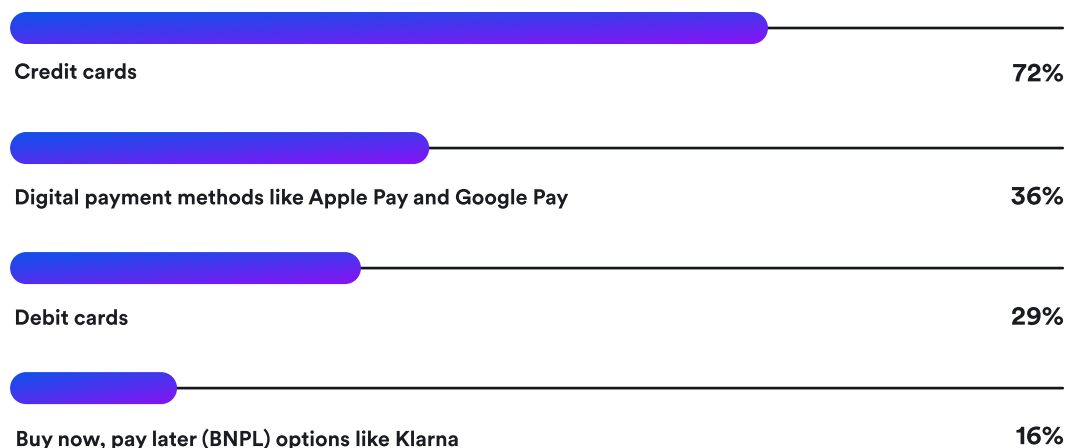 Credit cards
72%
Digital payment methods like Apple Pay and Google Pay
36%
Debit cards
29%
Buy now, pay later (BNPL) options like Klarna
16%